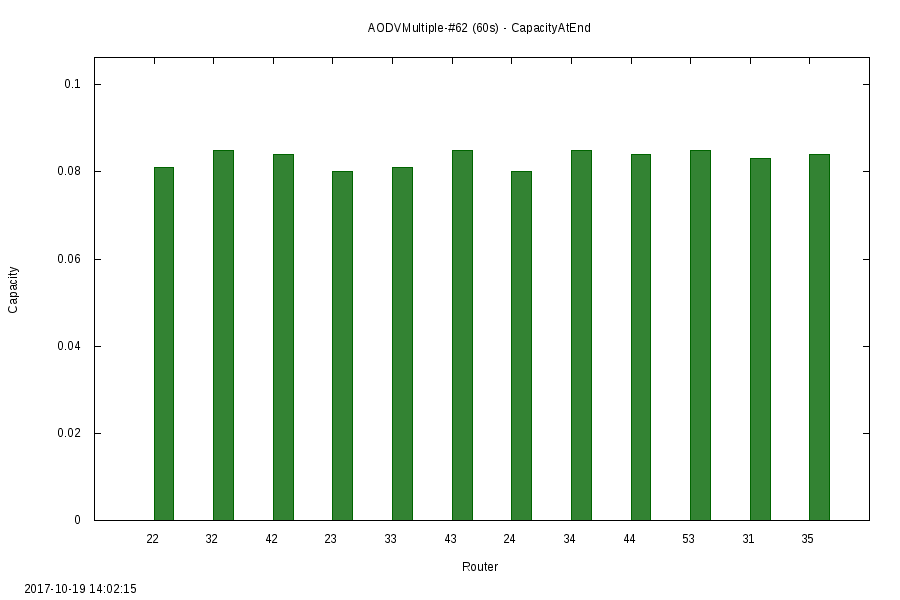 AODVMultiple-#62 (60s) - CapacityAtEnd
0.1
0.08
0.06
0.04
0.02
0
Capacity
22 32 42 23 33 43 24 34 44 53 31 35
Router
2017-10-19 14:02:15